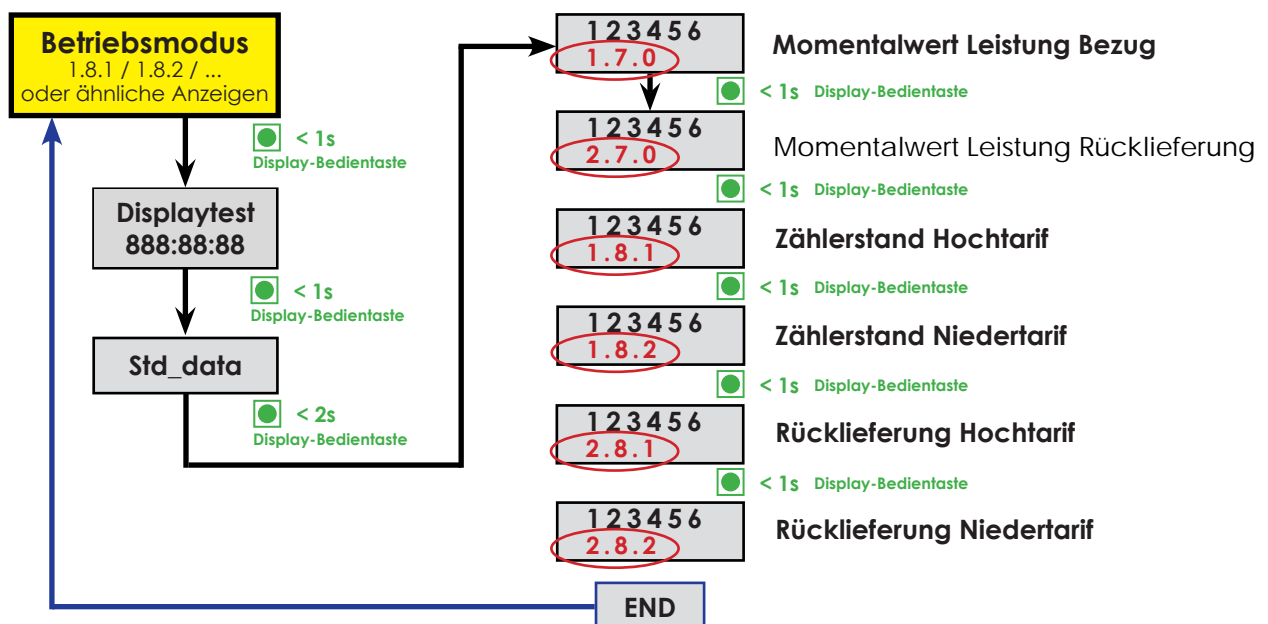 Betriebsmodus
1.8.1 / 1.8.2 / ...
oder ähnliche Anzeigen
< 1s
Display-Bedientaste
Displaytest
888:88:88
< 1s
Display-Bedientaste
Std_data
< 2s
Display-Bedientaste
123456
1.7.0
Momentalwert Leistung Bezug
< 1s Display-Bedientaste
123456
2.7.0
Momentalwert Leistung Rücklieferung
< 1s Display-Bedientaste
123456
1.8.1
Zählerstand Hochtarif
< 1s Display-Bedientaste
123456
1.8.2
Zählerstand Niedertarif
< 1s Display-Bedientaste
123456
2.8.1
Rücklieferung Hochtarif
< 1s Display-Bedientaste
123456
2.8.2
Rücklieferung Niedertarif
END